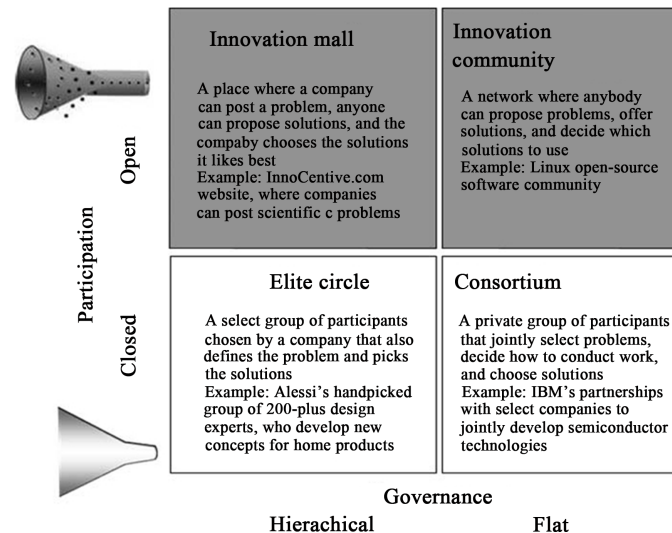 Innovation mall
A place where a company
can post a problem, anyone
can propose solutions, and the
compaby chooses the solutions
it likes best
Example: InnoCentive.com
website, where companies
can post scientific c problems
Innovation
community
A network where anybody
can propose problems, offer
solutions, and decide which
solutions to use
Example: Linux open-source
software community
Open
Participation
Closed
Elite circle
A select group of participants
chosen by a company that also
defines the problem and picks
the solutions
Example: Alessi's handpicked
group of 200-plus design
experts, who develop new
concepts for home products
Consortium
A private group of participants
that jointly select problems,
decide how to conduct work,
and choose solutions
Example: IBM's partnerships
with select companies to
jointly develop semiconductor
technologies
Governance
Hierachical
Flat